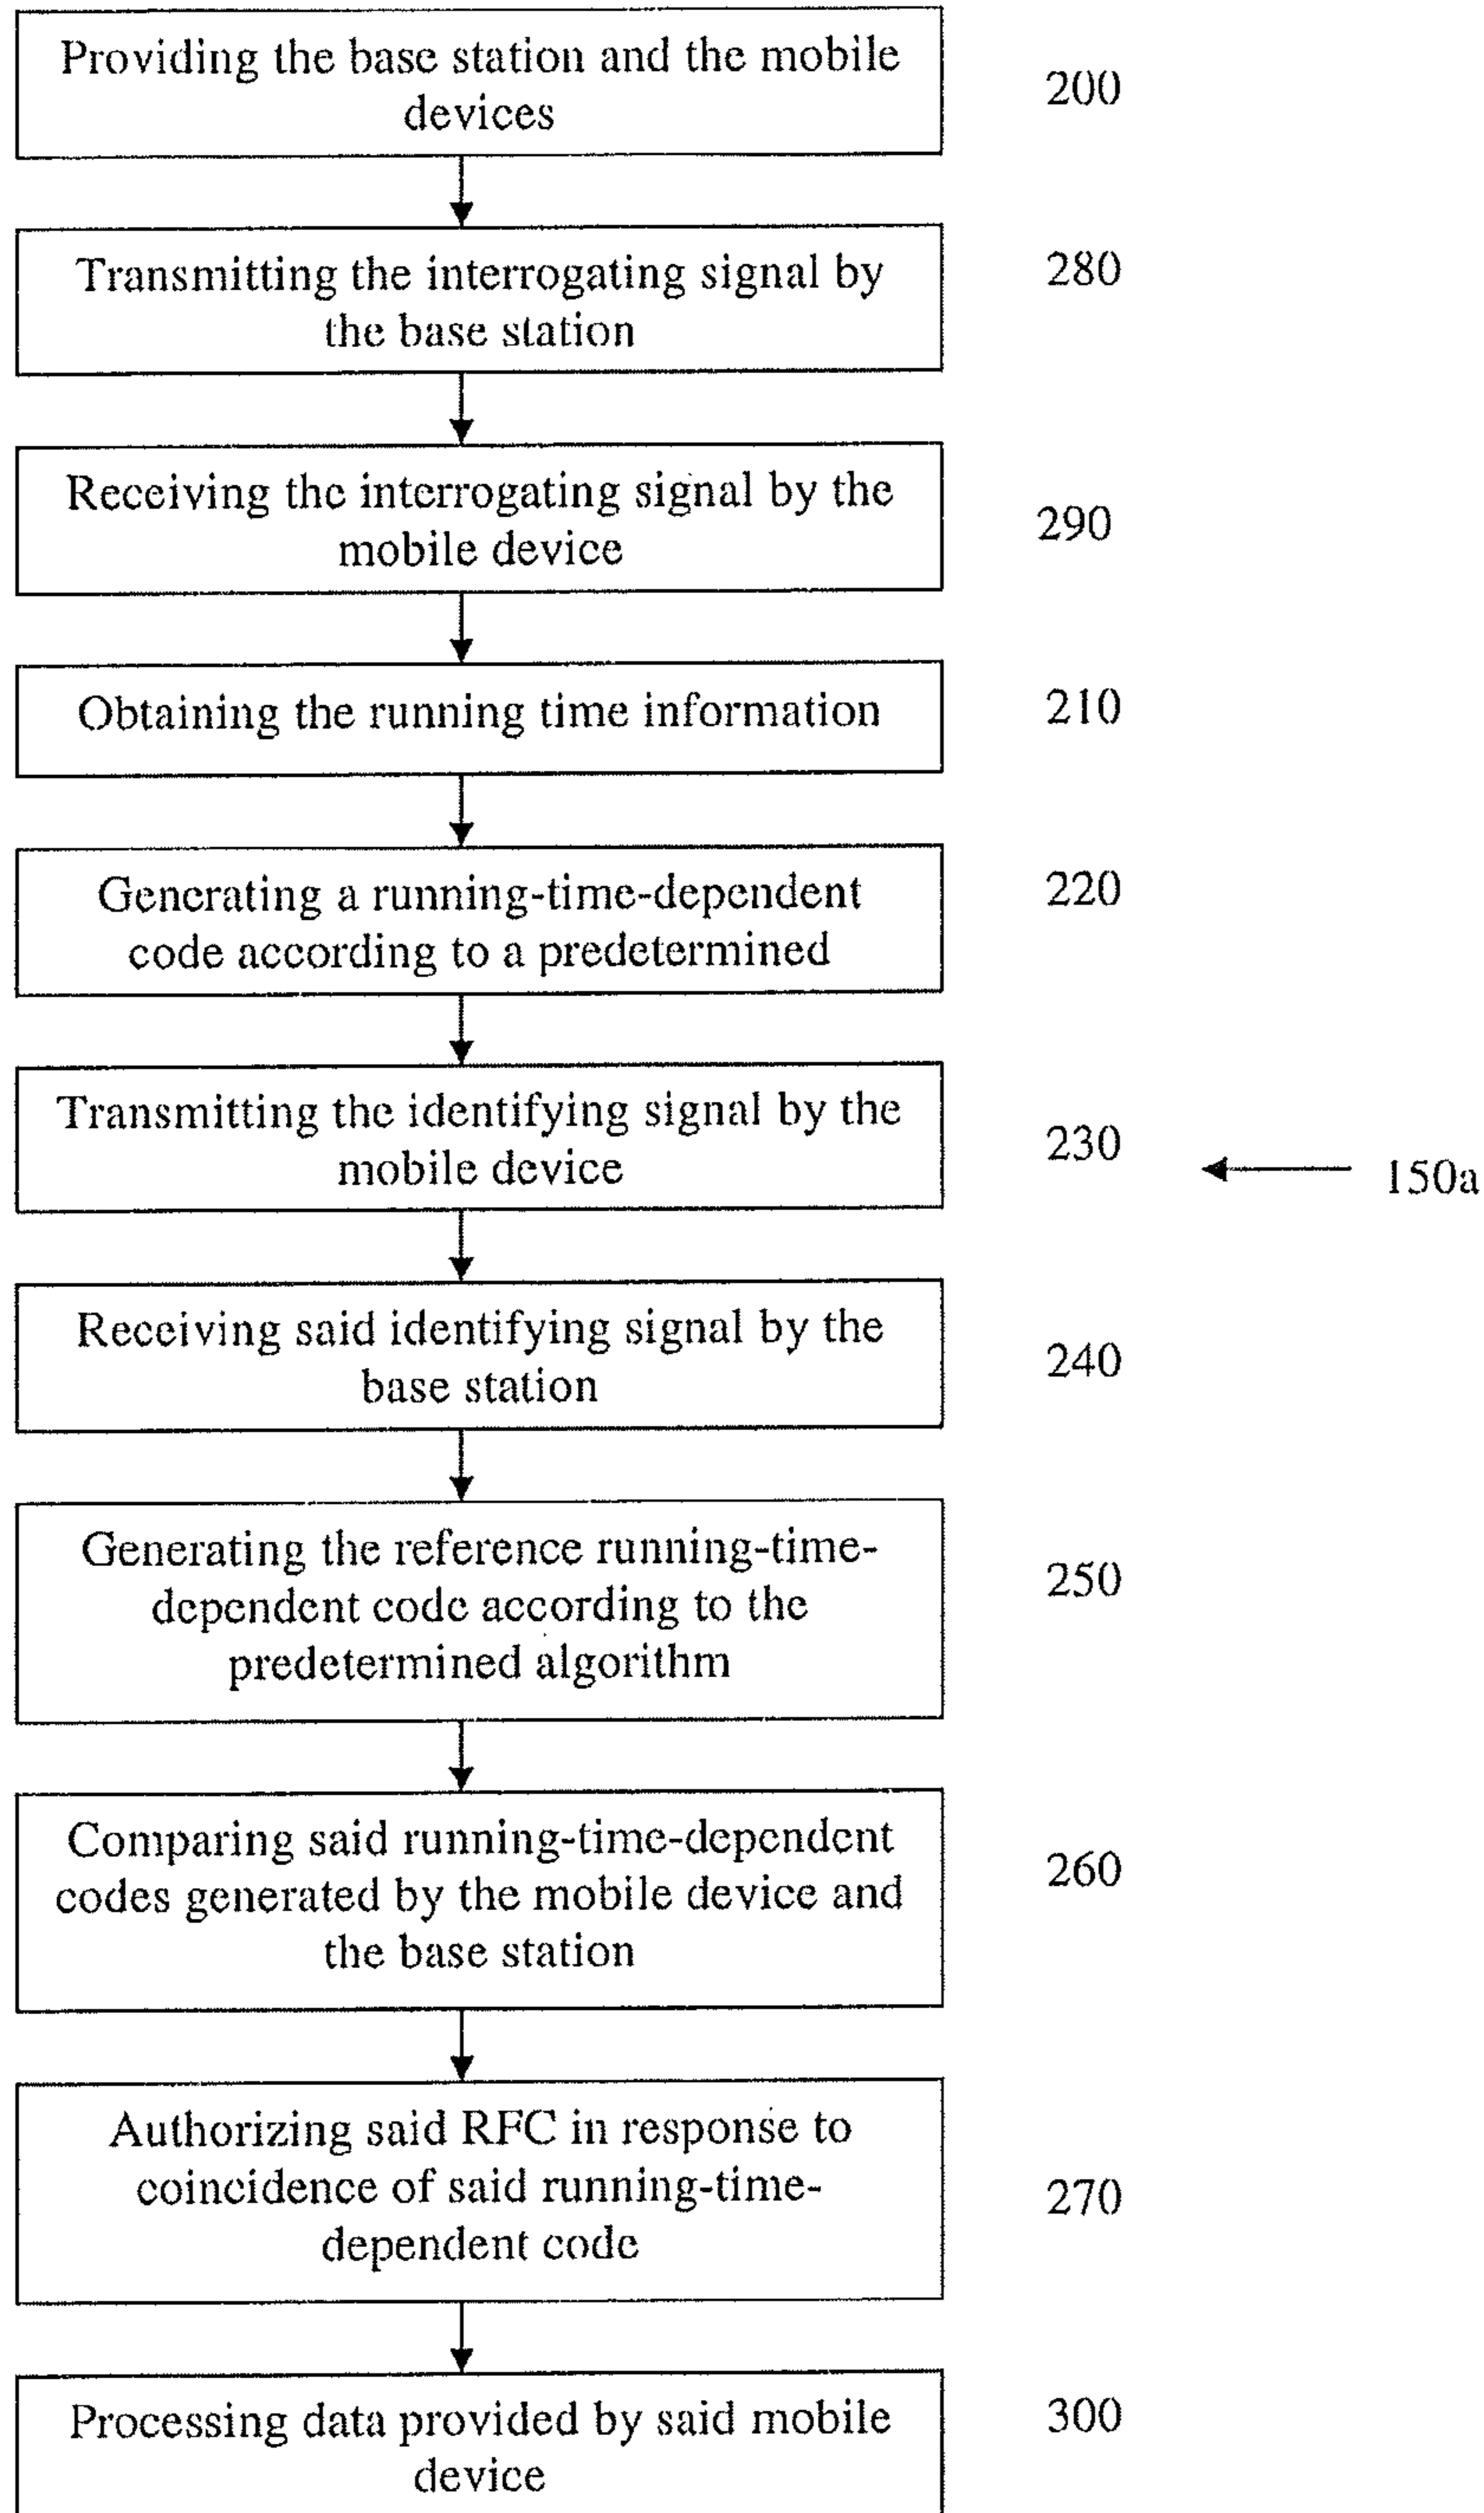 Providing the base station and the mobile
devices
200
Transmitting the interrogating signal by
the base station
280
Receiving the interrogating signal by the
mobile device
290
Obtaining the running time information
210
Generating a running-time-dependent
code according to a predetermined
220
Transmitting the identifying signal by the
mobile device
230
150a
Receiving said identifying signal by the
base station
240
Generating the reference running-time-
dependent code according to the
predetermined algorithm
250
Comparing said running-time-dependent
codes generated by the mobile device and
the base station
260
Authorizing said RFC in response to
coincidence of said running-time-
dependent code
270
Processing data provided by said mobile
device
300